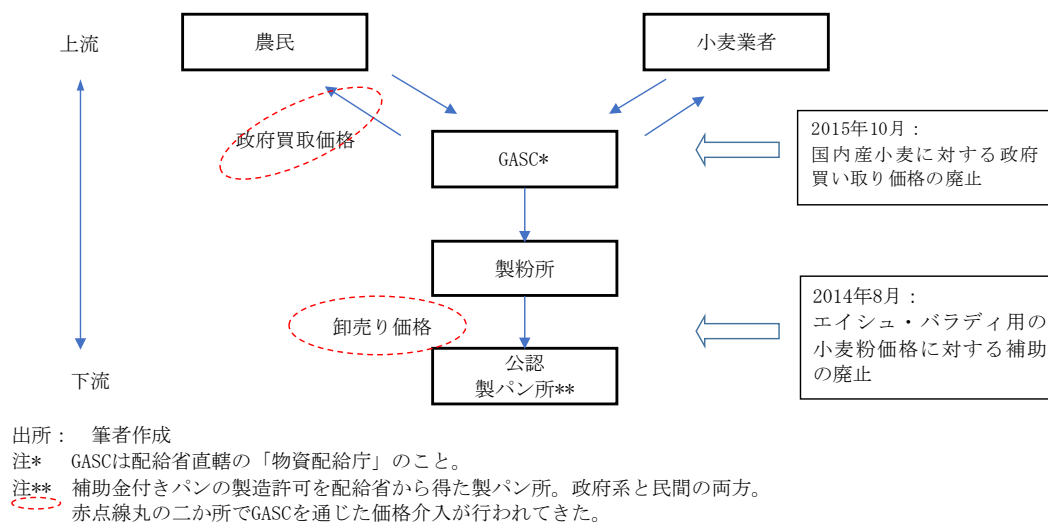 上流
農民
小麦業者
政府買取価格
GASC*
2015年10月：
国内産小麦に対する政府
買い取り価格の廃止
製粉所
卸売り価格
2014年8月：
エイシュ・バラディ用の
小麦粉価格に対する補助
の廃止
下流
公認
製パン所**
出所：　筆者作成
注*　GASCは配給省直轄の「物資配給庁」のこと。
注**　補助金付きパンの製造許可を配給省から得た製パン所。政府系と民間の両方。
赤点線丸の二か所でGASCを通じた価格介入が行われてきた。